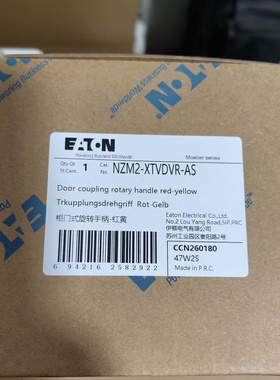 EATON
Powering Business Worldwide
Moeller series
Qty.Qt
St.Cant.
1
Cat. No.
NZM2-XTVDVR-AS
Door coupling rotary handle red-yellow
Trkupplungsdrehgriff Rot-Gelb
柜门式旋转手柄-红黄
Eaton Electrical Co.,Ltd.
No.2 Lou Yang Road,SIP,PRC
伊顿电气有限公司
苏州工业园区娄阳路2号
CCN260180
47W25
Made in P.R.C.
6 942162 582922